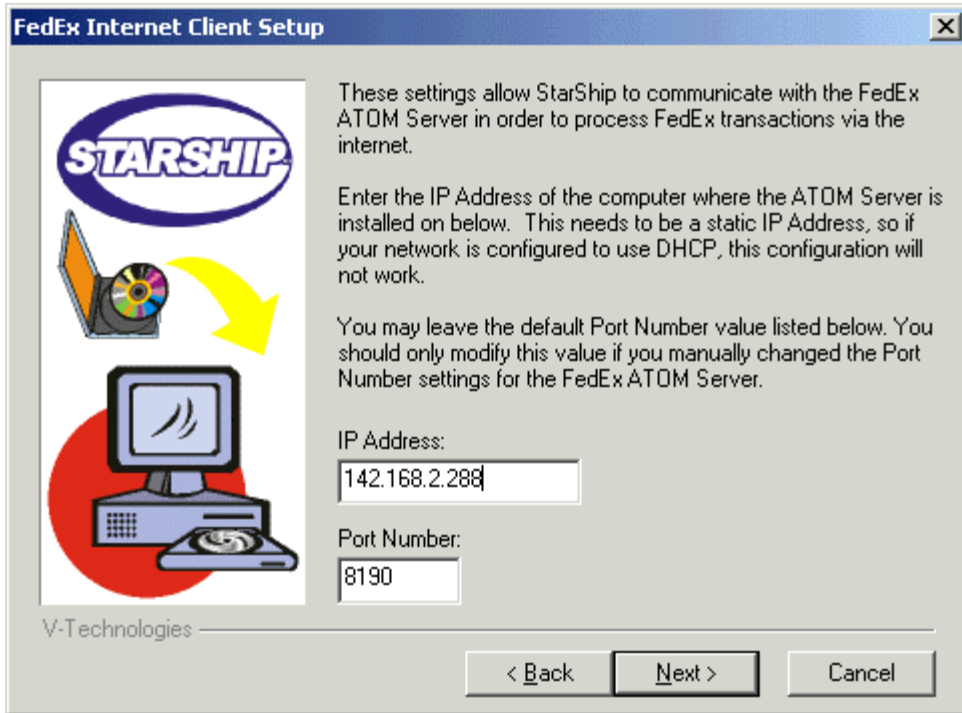 FedEx Internet Client Setup
STARSHIP
These settings allow StarShip to communicate with the FedEx
ATOM Server in order to process FedEx transactions via the
internet.
Enter the IP Address of the computer where the ATOM Server is
installed on below.  This needs to be a static IP Address, so if
your network is configured to use DHCP, this configuration will
not work.
You may leave the default Port Number value listed below. You
should only modify this value if you manually changed the Port
Number settings for the FedEx ATOM Server.
IP Address:
142.168.2.288
Port Number:
8190
V-Technologies
< Back
Next >
Cancel